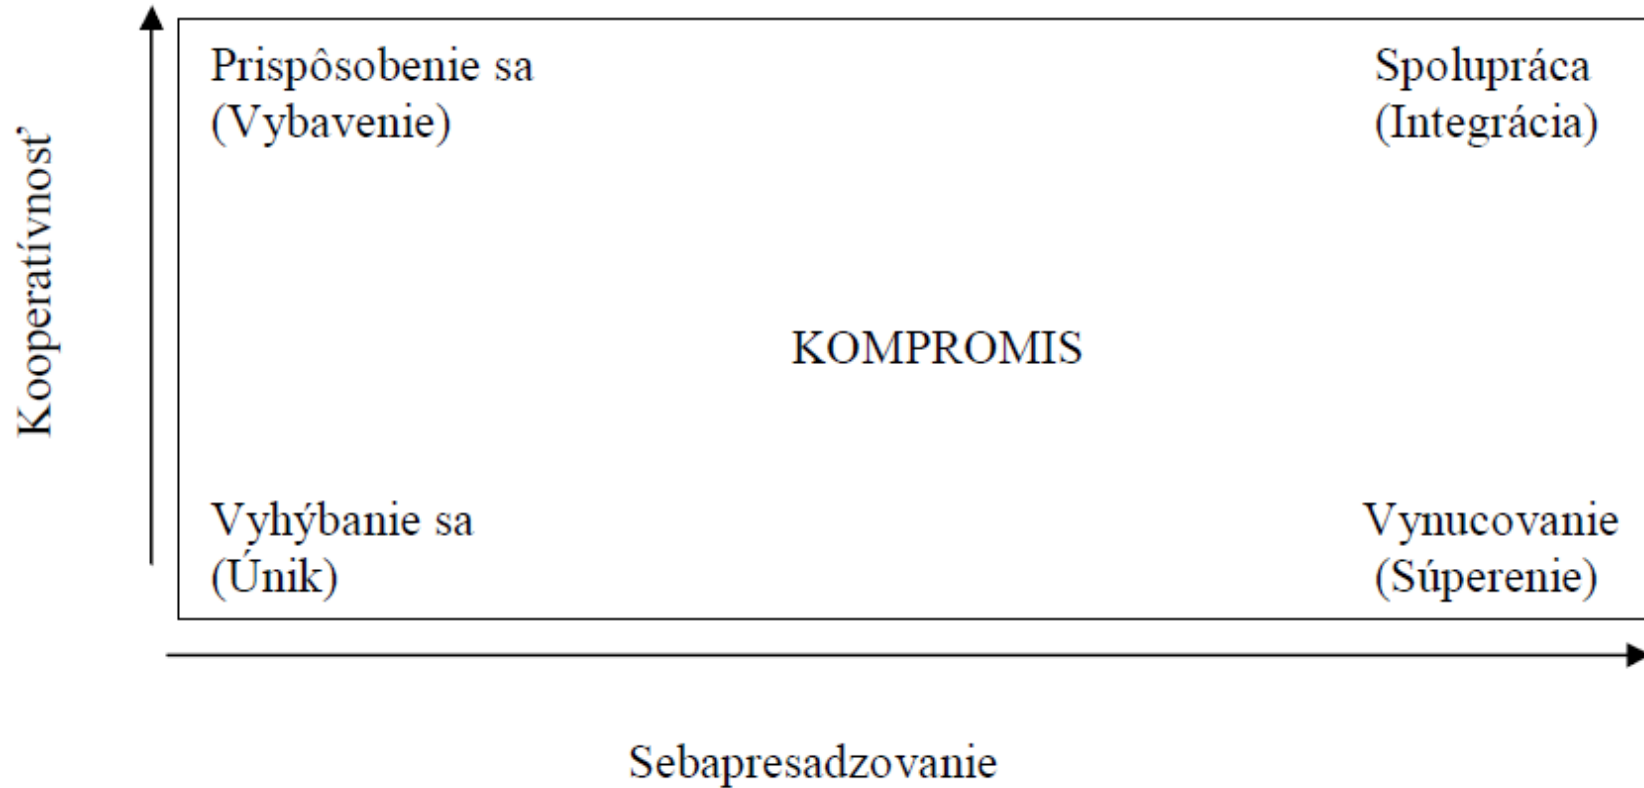 Kooperatívnosť
Prispôsobenie sa
(Vybavenie)
Spolupráca
(Integrácia)
KOMPROMIS
Vyhýbanie sa
(Únik)
Vynucovanie
(Súperenie)
Sebapresadzovanie